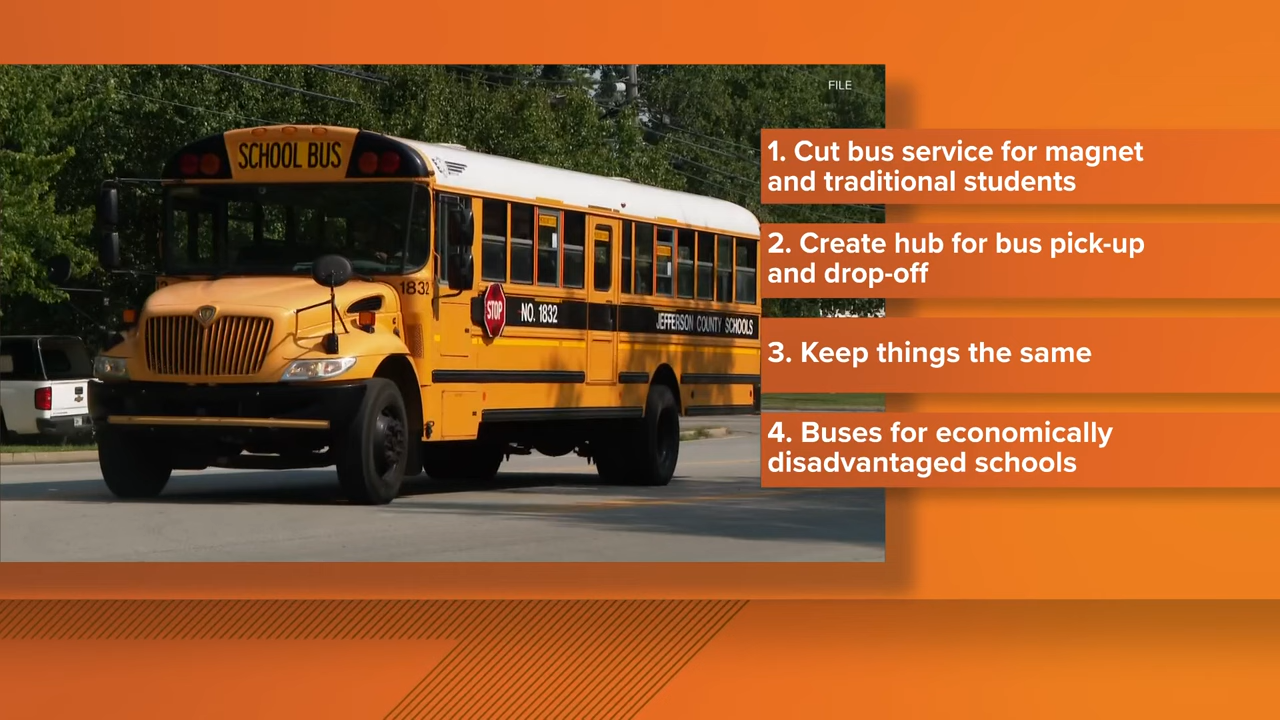 FILE
SCHOOL BUS
1832
STOP
NO. 1832
JEFFERSON COUNTY SCHOOLS
1. Cut bus service for magnet
and traditional students
2. Create hub for bus pick-up
and drop-off
3. Keep things the same
4. Buses for economically
disadvantaged schools